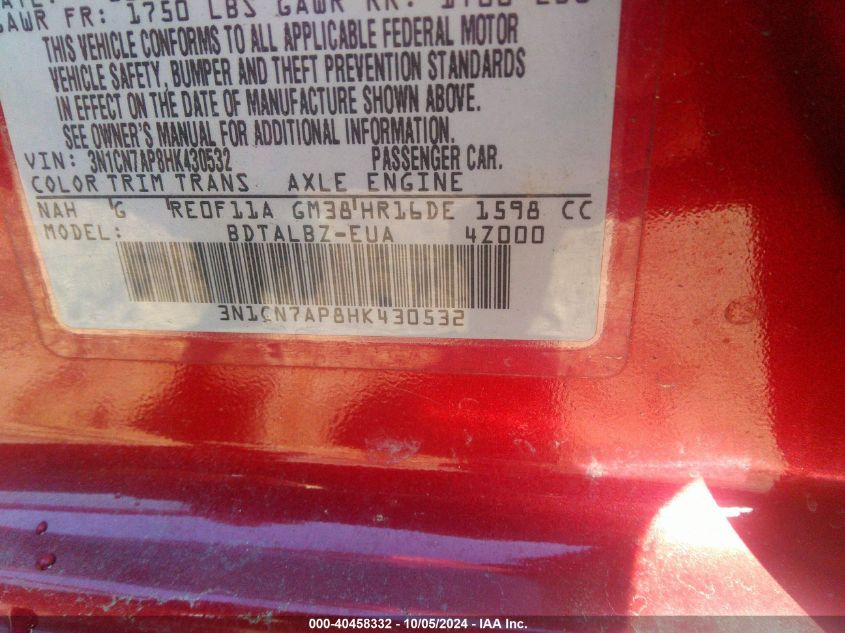 GAWR FR: 1750 LBS GAWR RR:
THIS VEHICLE CONFORMS TO ALL APPLICABLE FEDERAL MOTOR
VEHICLE SAFETY, BUMPER AND THEFT PREVENTION STANDARDS
IN EFFECT ON THE DATE OF MANUFACTURE SHOWN ABOVE.
SEE OWNER'S MANUAL FOR ADDITIONAL INFORMATION.
VIN: 3N1CN7AP8HK430532 PASSENGER CAR.
COLOR TRIM TRANS AXLE ENGINE
NAH G RE0F11A GM38 HR16DE 1598 CC
MODEL: BDTALBZ-EUA 4Z000
3N1CN7AP8HK430532
000-40458332 - 10/05/2024 - IAA Inc.